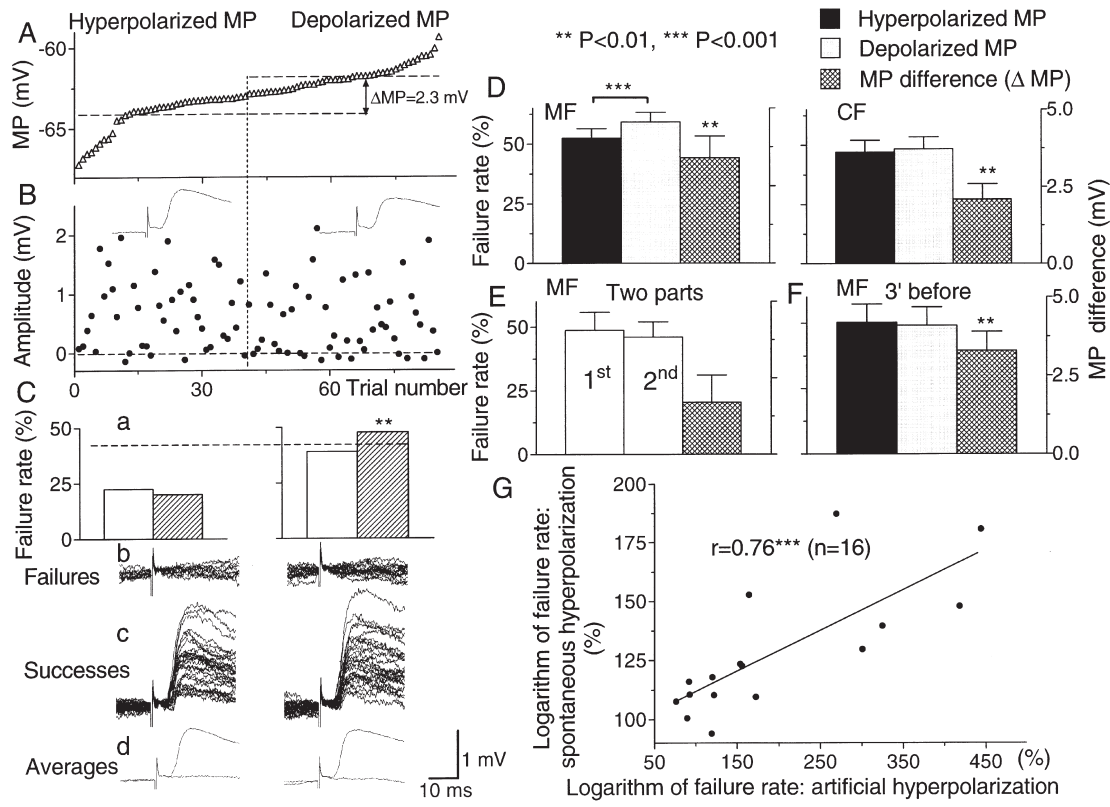 Hyperpolarized MP Depolarized MP
A
-60
-65
MP (mV)
ΔMP=2.3 mV
B
Amplitude (mV)
2
1
0
0 30 60 Trial number
C
Failure rate (%)
a
50
25
0
**
b
Failures
c
Successes
d
Averages
1 mV
10 ms
** P<0.01, *** P<0.001
Hyperpolarized MP
Depolarized MP
MP difference (Δ MP)
D
MF
***
**
Failure rate (%)
50
25
0
CF
**
5.0
2.5
0.0
MP difference (mV)
E
MF Two parts
Failure rate (%)
50
25
0
1st
2nd
F
MF 3' before
**
5.0
2.5
0.0
G
Logarithm of failure rate:
spontaneous hyperpolarization
(%)
200
175
150
125
100
r=0.76*** (n=16)
50 150 250 350 450 (%)
Logarithm of failure rate: artificial hyperpolarization